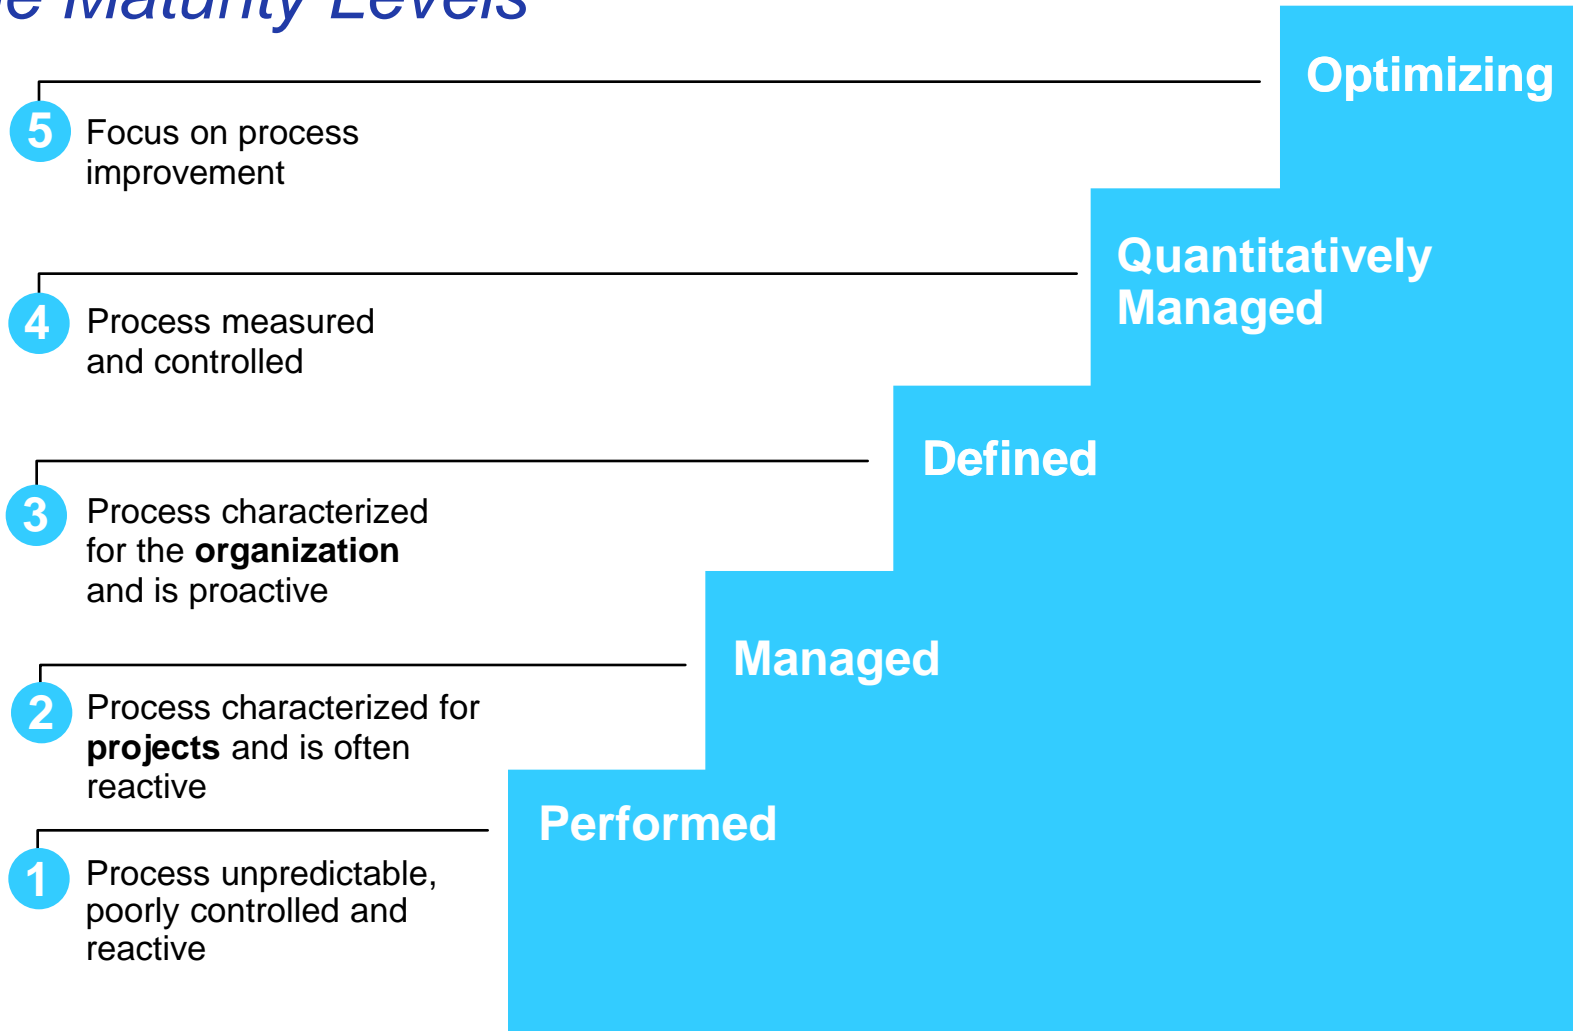 Maturity Levels
Optimizing
5
Focus on process
improvement
Quantitatively
Managed
4
Process measured
and controlled
Defined
3
Process characterized
for the organization
and is proactive
Managed
2
Process characterized for
projects and is often
reactive
Performed
1
Process unpredictable,
poorly controlled and
reactive